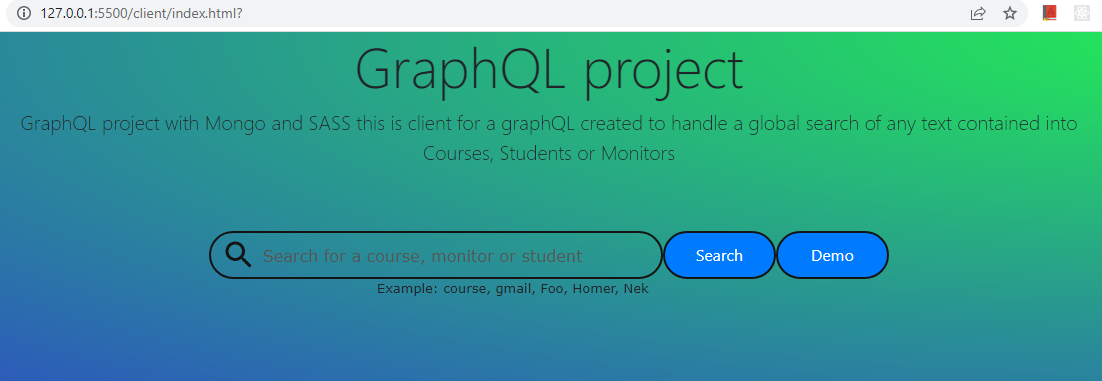 127.0.0.1:5500/client/index.html?
GraphQL project
GraphQL project with Mongo and SASS this is client for a graphQL created to handle a global search of any text contained into
Courses, Students or Monitors
Search for a course, monitor or student
Search
Demo
Example: course, gmail, Foo, Homer, Nek